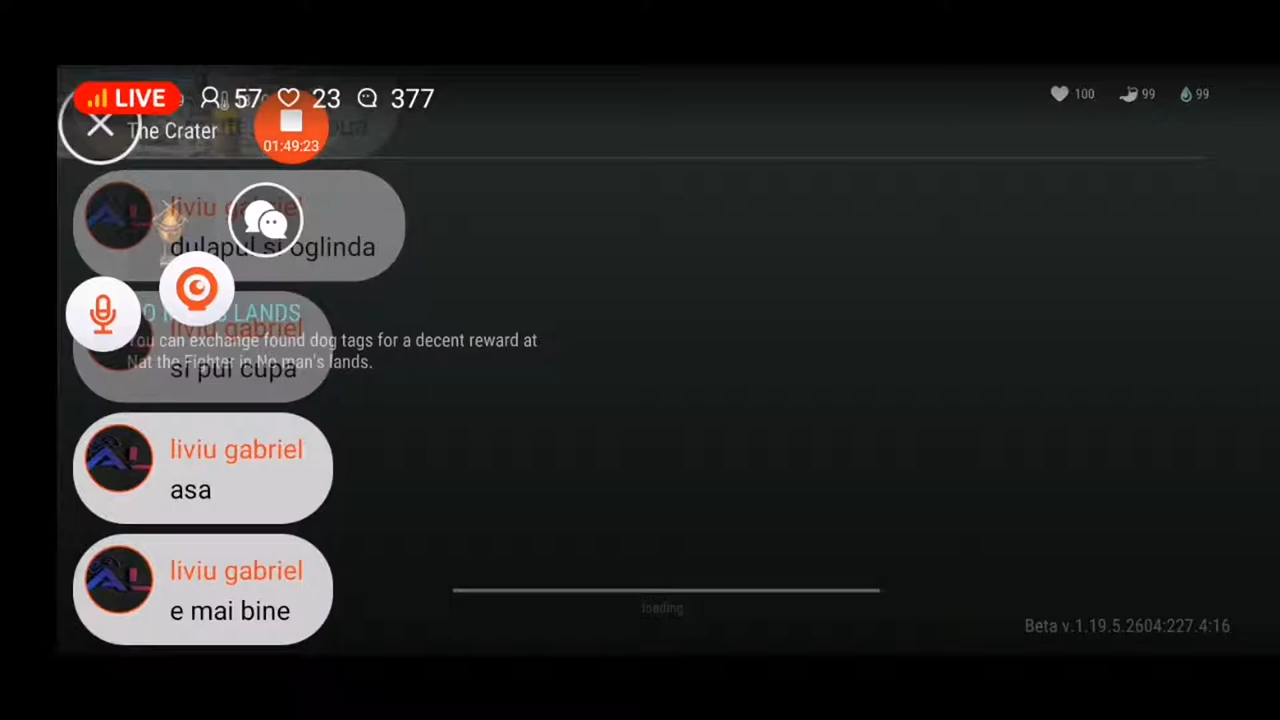 LIVE 57 23 377
100 99 99
The Crater
01:49:23
liviu gabriel
dulapul si oglinda
LANDS
liviu gabriel
You can exchange found dog tags for a decent reward at
Nat the Fighter in No man's lands.
si pui cupa
liviu gabriel
asa
liviu gabriel
e mai bine
loading
Beta v.1.19.5.2604:227.4:16